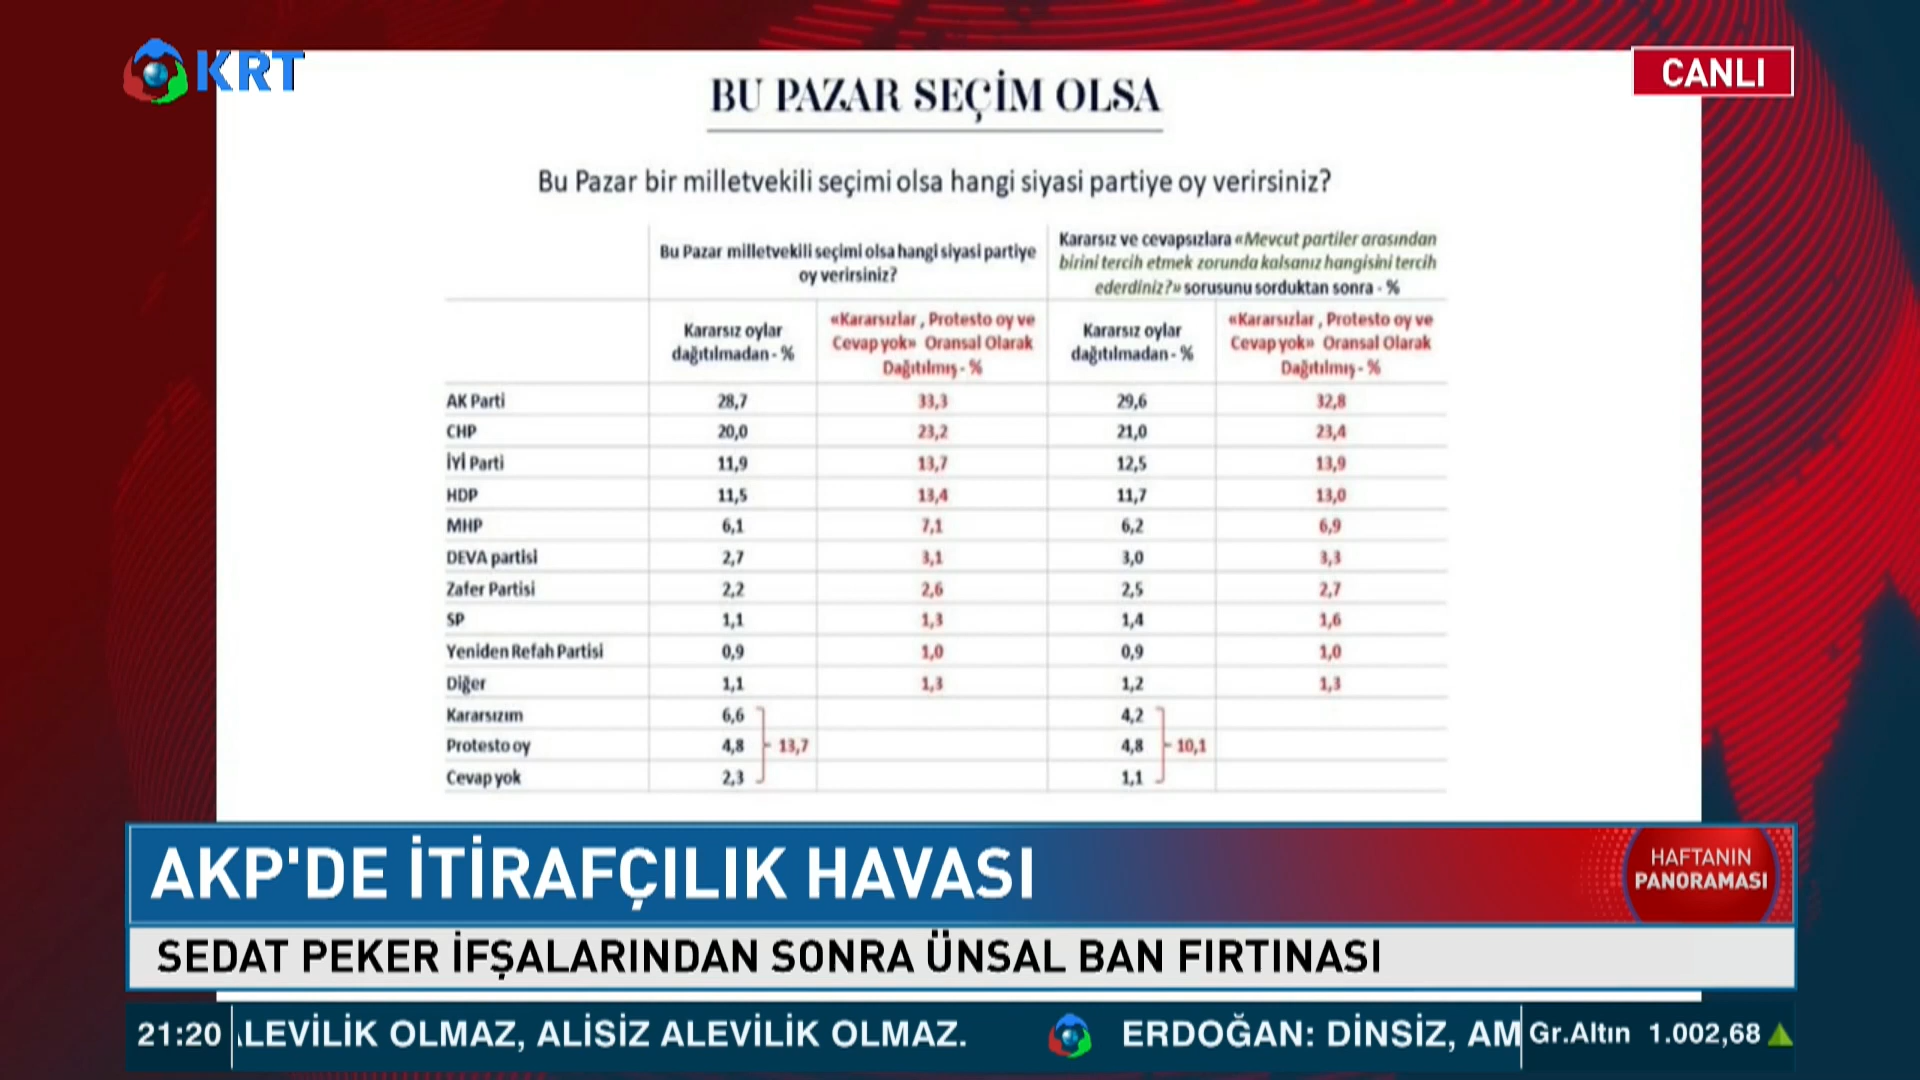 KRT
CANLI
BU PAZAR SEÇİM OLSA
Bu Pazar bir milletvekili seçimi olsa hangi siyasi partiye oy verirsiniz?
Bu Pazar milletvekili seçimi olsa hangi siyasi partiye
oy verirsiniz?
Kararsız ve cevapsızlara «Mevcut partiler arasından
birini tercih etmek zorunda kalsanız hangisini tercih
ederdiniz?» sorusunu sorduktan sonra - %
Kararsız oylar
dağıtılmadan - %
«Kararsızlar , Protesto oy ve
Cevap yok» Oransal Olarak
Dağıtılmış - %
Kararsız oylar
dağıtılmadan - %
«Kararsızlar , Protesto oy ve
Cevap yok» Oransal Olarak
Dağıtılmış - %
AK Parti 28,7 33,3 29,6 32,8
CHP 20,0 23,2 21,0 23,4
İYİ Parti 11,9 13,7 12,5 13,9
HDP 11,5 13,4 11,7 13,0
MHP 6,1 7,1 6,2 6,9
DEVA partisi 2,7 3,1 3,0 3,3
Zafer Partisi 2,2 2,6 2,5 2,7
SP 1,1 1,3 1,4 1,6
Yeniden Refah Partisi 0,9 1,0 0,9 1,0
Diğer 1,1 1,3 1,2 1,3
Kararsızım 6,6 4,2
Protesto oy 4,8 13,7 4,8 10,1
Cevap yok 2,3 1,1
AKP'DE İTİRAFÇILIK HAVASI
HAFTANIN
PANORAMASI
SEDAT PEKER İFŞALARINDAN SONRA ÜNSAL BAN FIRTINASI
21:20 LEVİLİK OLMAZ, ALİSİZ ALEVİLİK OLMAZ. ERDOĞAN: DİNSİZ, AM Gr.Altın 1.002,68